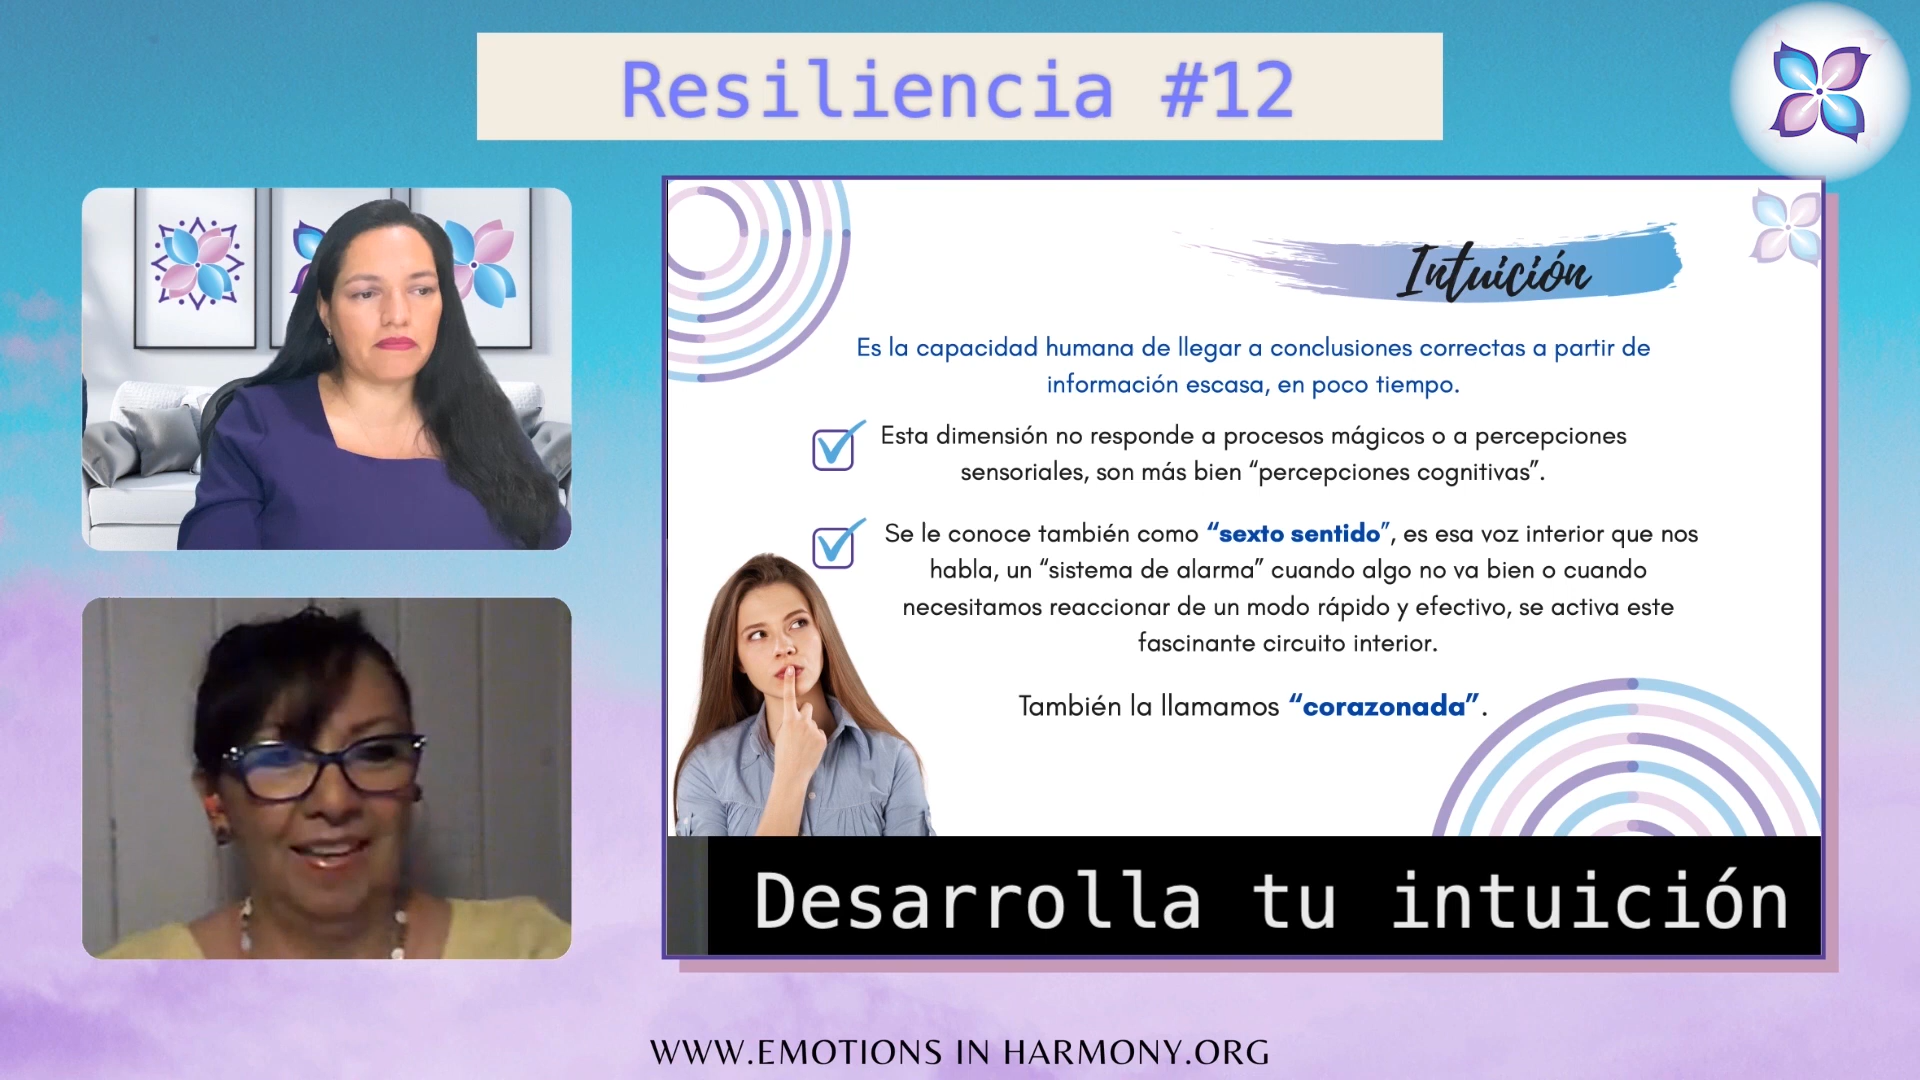 Resiliencia #12
Intuición
Es la capacidad humana de llegar a conclusiones correctas a partir de
información escasa, en poco tiempo.
Esta dimensión no responde a procesos mágicos o a percepciones
sensoriales, son más bien “percepciones cognitivas”.
Se le conoce también como “sexto sentido”, es esa voz interior que nos
habla, un “sistema de alarma” cuando algo no va bien o cuando
necesitamos reaccionar de un modo rápido y efectivo, se activa este
fascinante circuito interior.
También la llamamos “corazonada”.
Desarrolla tu intuición
WWW.EMOTIONS IN HARMONY.ORG